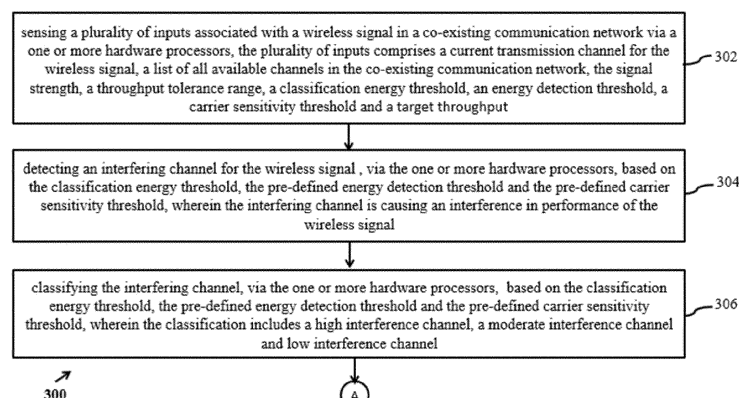 sensing a plurality of inputs associated with a wireless signal in a co-existing communication network via a
one or more hardware processors, the plurality of inputs comprises a current transmission channel for the
wireless signal, a list of all available channels in the co-existing communication network, the signal
strength, a throughput tolerance range, a classification energy threshold, an energy detection threshold, a
carrier sensitivity threshold and a target throughput
302
detecting an interfering channel for the wireless signal , via the one or more hardware processors, based on
the classification energy threshold, the pre-defined energy detection threshold and the pre-defined carrier
sensitivity threshold, wherein the interfering channel is causing an interference in performance of the
wireless signal
304
classifying the interfering channel, via the one or more hardware processors, based on the classification
energy threshold, the pre-defined energy detection threshold and the pre-defined carrier sensitivity
threshold, wherein the classification includes a high interference channel, a moderate interference channel
and low interference channel
306
300
A